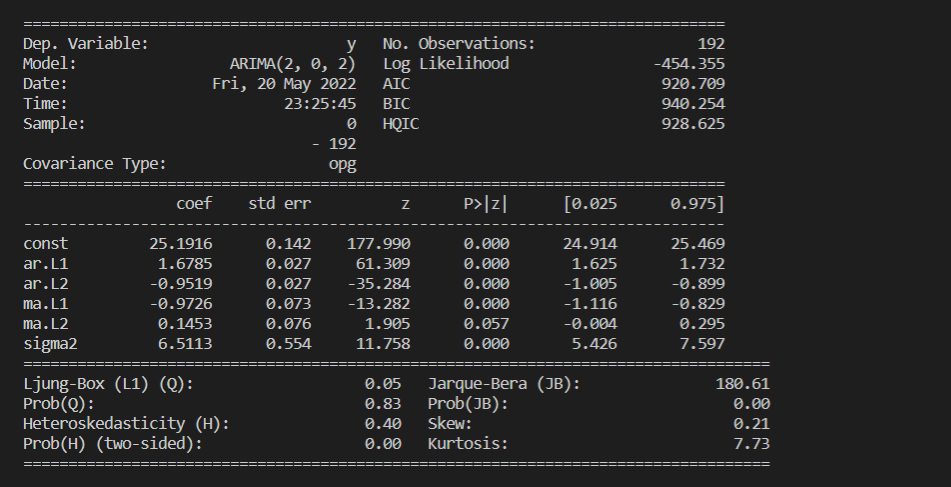 ==============================================================================
Dep. Variable:                      y   No. Observations:                  192
Model:                 ARIMA(2, 0, 2)   Log Likelihood                -454.355
Date:                Fri, 20 May 2022   AIC                            920.709
Time:                        23:25:45   BIC                            940.254
Sample:                             0   HQIC                           928.625
                                - 192
Covariance Type:                  opg
==============================================================================
                 coef    std err          z      P>|z|      [0.025      0.975]
------------------------------------------------------------------------------
const         25.1916      0.142    177.990      0.000      24.914      25.469
ar.L1          1.6785      0.027     61.309      0.000       1.625       1.732
ar.L2         -0.9519      0.027    -35.284      0.000      -1.005      -0.899
ma.L1         -0.9726      0.073    -13.282      0.000      -1.116      -0.829
ma.L2          0.1453      0.076      1.905      0.057      -0.004       0.295
sigma2         6.5113      0.554     11.758      0.000       5.426       7.597
===================================================================================
Ljung-Box (L1) (Q):                   0.05   Jarque-Bera (JB):               180.61
Prob(Q):                              0.83   Prob(JB):                         0.00
Heteroskedasticity (H):               0.40   Skew:                             0.21
Prob(H) (two-sided):                  0.00   Kurtosis:                         7.73
===================================================================================